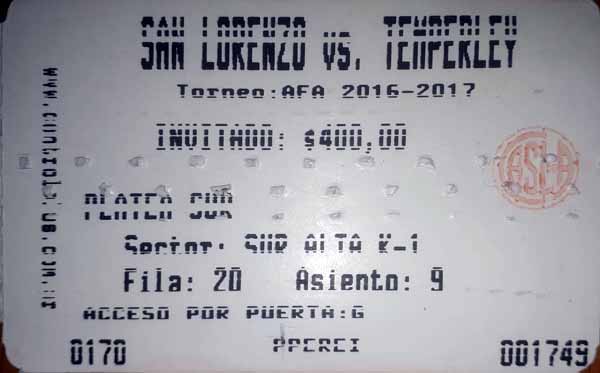 SAN LORENZO VS. TEMPERLEY
Torneo:AFA 2016-2017
INVITADO: $400,00
PLATEA SUR
Sector: SUR ALTA K-1
Fila: 20 Asiento: 9
ACCESO POR PUERTA:G
0170
001749
CASLA